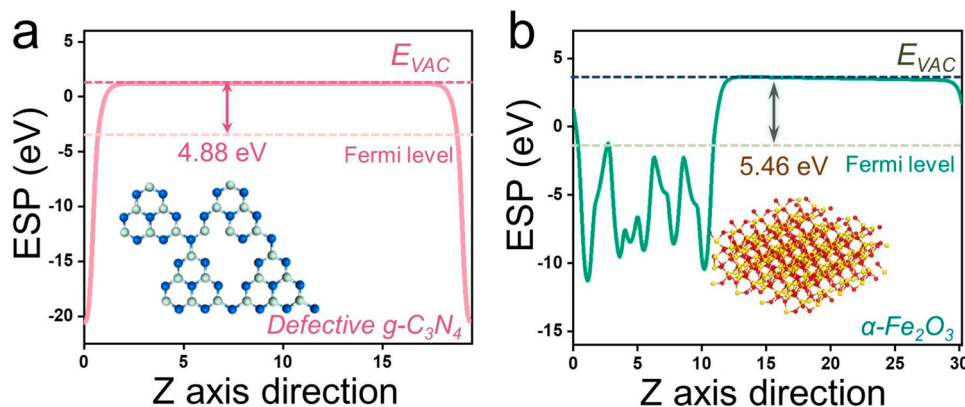 a
5
0
-5
-10
-15
-20
ESP (eV)
E_VAC
4.88 eV
Fermi level
Defective g-C₃N₄
0
5
10
15
Z axis direction
b
5
0
-5
-10
-15
ESP (eV)
E_VAC
5.46 eV
Fermi level
α-Fe₂O₃
0
5
10
15
20
25
30
Z axis direction